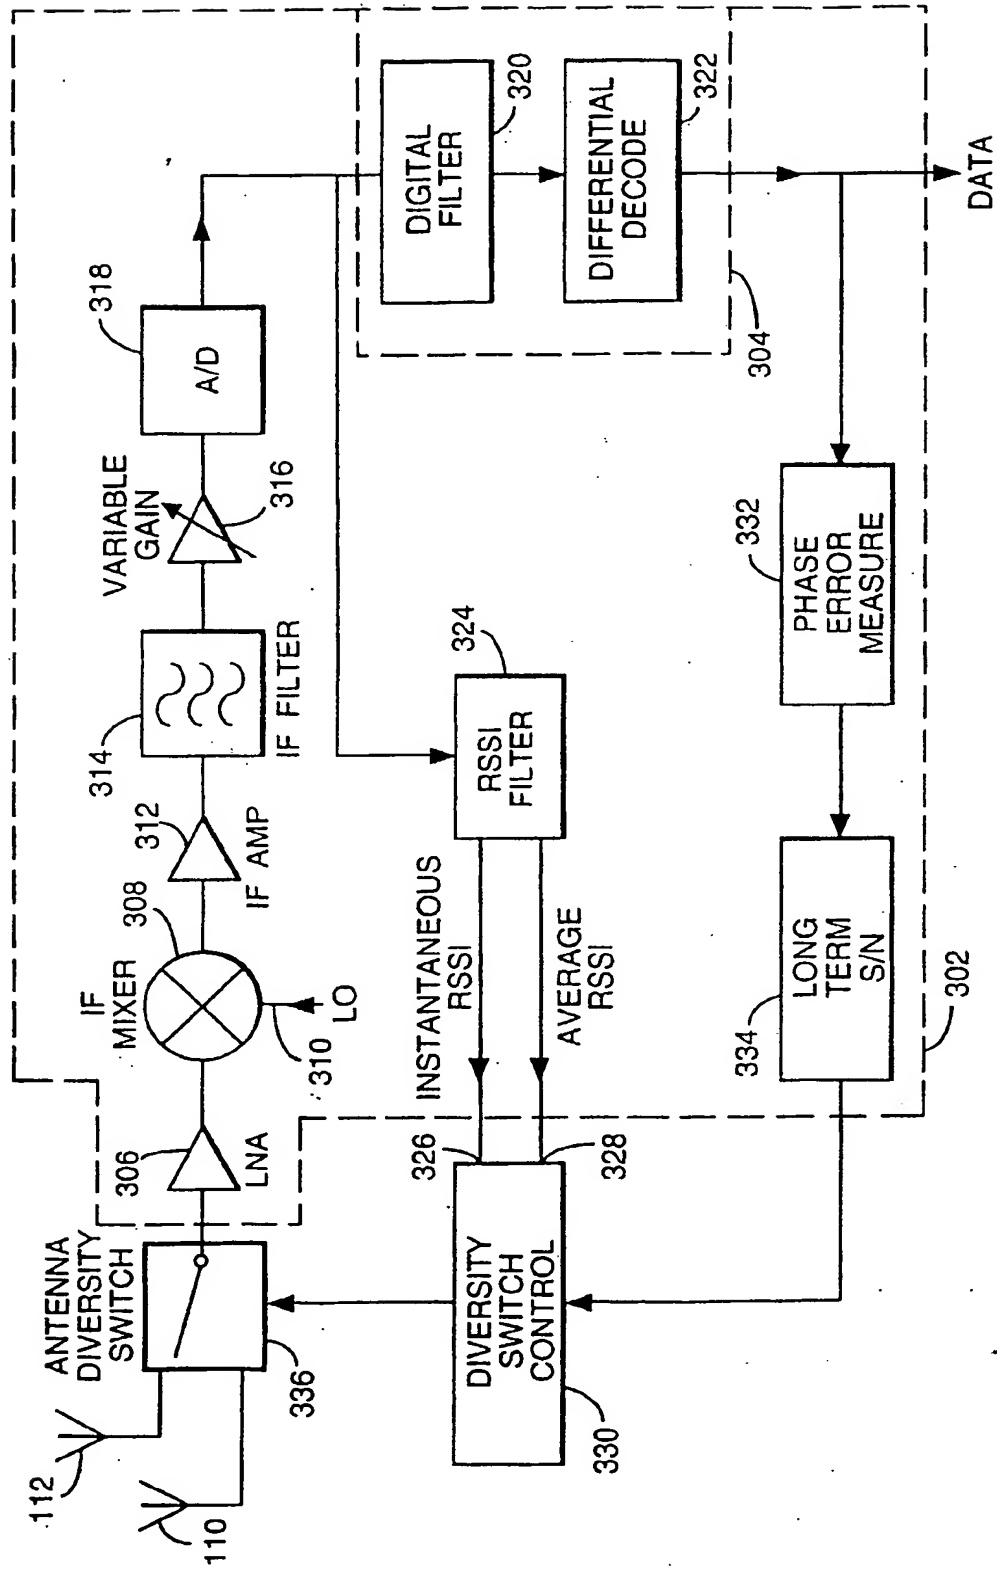 112
110
ANTENNA
DIVERSITY
SWITCH
336
306
LNA
IF
MIXER
308
310
LO
312
IF AMP
314
IF FILTER
VARIABLE
GAIN
316
318
A/D
DIGITAL
FILTER
320
DIFFERENTIAL
DECODE
322
304
DATA
RSSI
FILTER
324
INSTANTANEOUS
RSSI
AVERAGE
RSSI
326
328
DIVERSITY
SWITCH
CONTROL
330
PHASE
ERROR
MEASURE
332
LONG
TERM
S/N
334
302